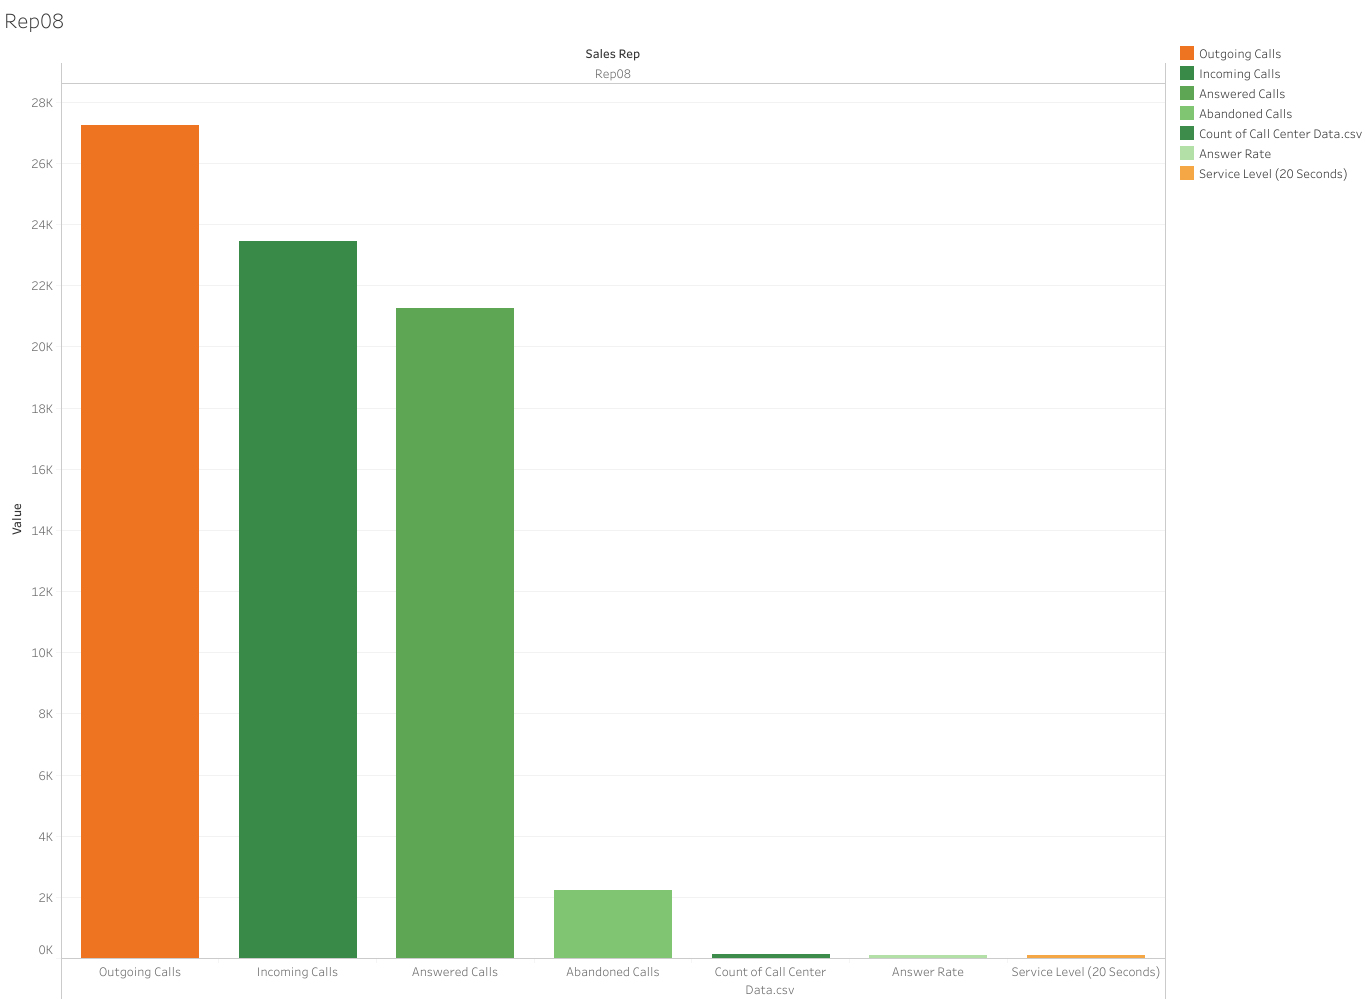 Rep08
Sales Rep
Rep08
Outgoing Calls
Incoming Calls
Answered Calls
Abandoned Calls
Count of Call Center Data.csv
Answer Rate
Service Level (20 Seconds)
28K
26K
24K
22K
20K
18K
16K
14K
12K
10K
8K
6K
4K
2K
0K
Value
Outgoing Calls
Incoming Calls
Answered Calls
Abandoned Calls
Count of Call Center
Data.csv
Answer Rate
Service Level (20 Seconds)